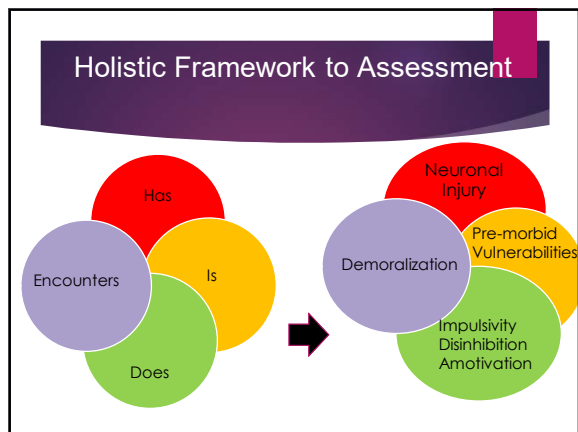 Holistic Framework to Assessment
Has
Encounters
Is
Does
Neuronal
Injury
Pre-morbid
Vulnerabilities
Demoralization
Impulsivity
Disinhibition
Amotivation